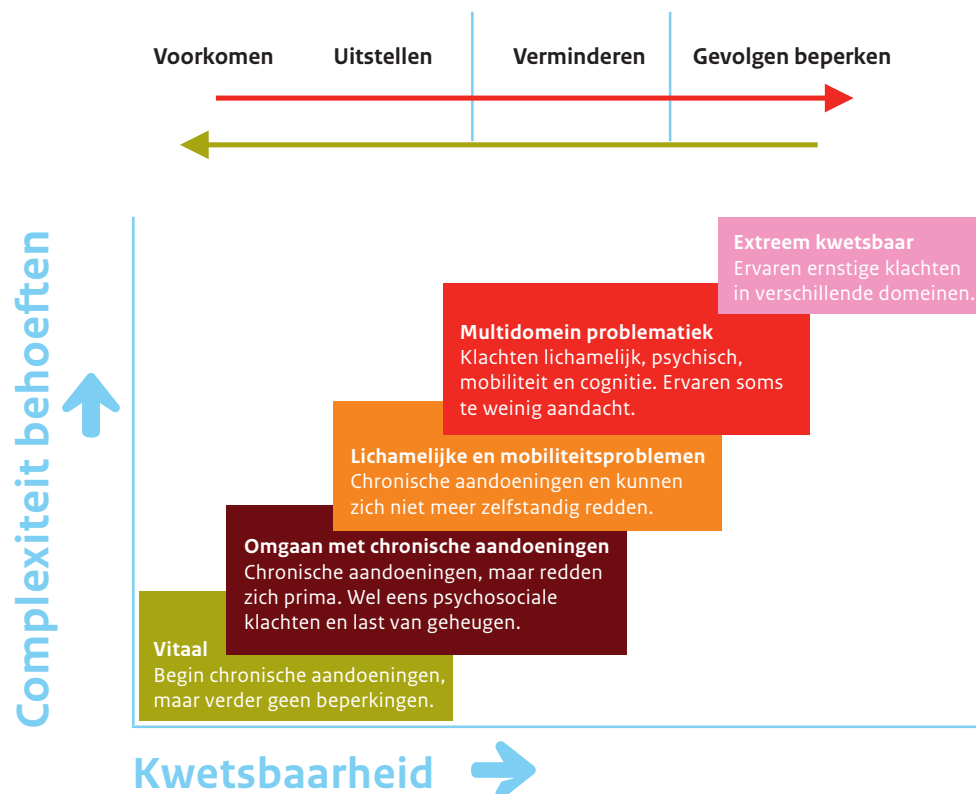 Voorkomen Uitstellen Verminderen Gevolgen beperken
Complexiteit behoeften
Extreem kwetsbaar
Ervaren ernstige klachten
in verschillende domeinen.
Multidomein problematiek
Klachten lichamelijk, psychisch,
mobiliteit en cognitie. Ervaren soms
te weinig aandacht.
Lichamelijke en mobiliteitsproblemen
Chronische aandoeningen en kunnen
zich niet meer zelfstandig redden.
Omgaan met chronische aandoeningen
Chronische aandoeningen, maar redden
zich prima. Wel eens psychosociale
klachten en last van geheugen.
Vitaal
Begin chronische aandoeningen,
maar verder geen beperkingen.
Kwetsbaarheid